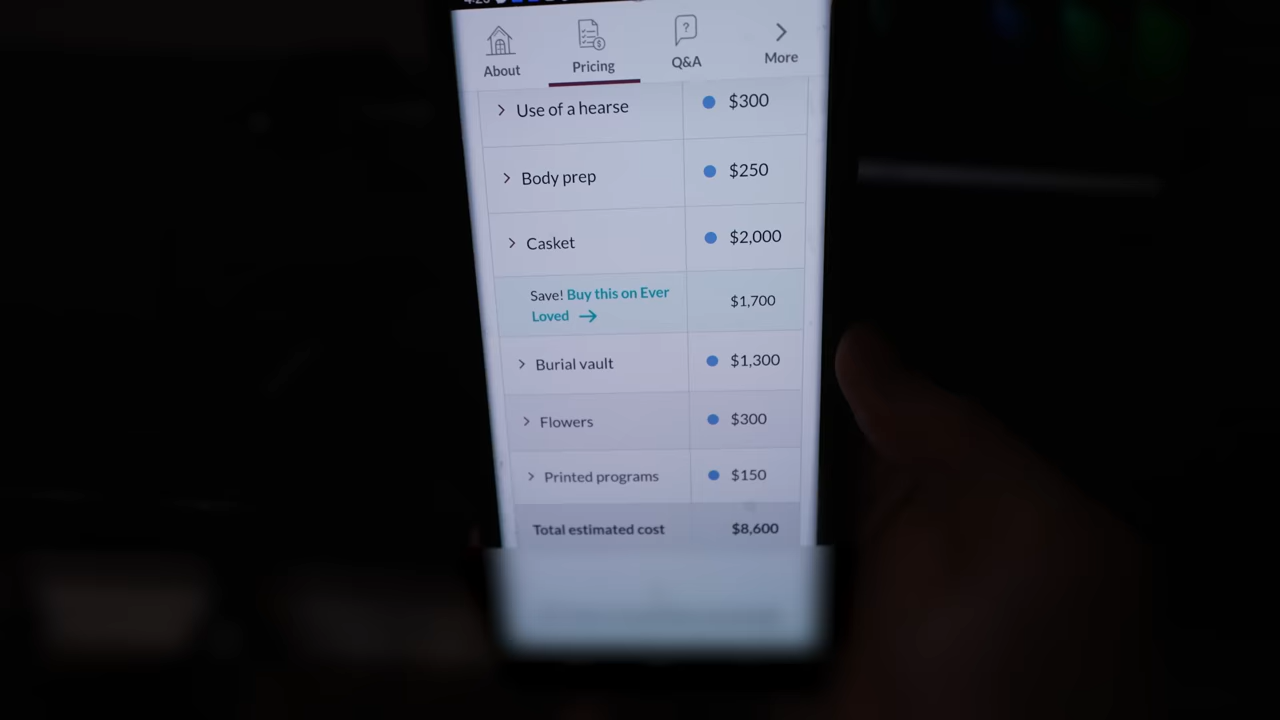 About
Pricing
Q&A
More
Use of a hearse $300
Body prep $250
Casket $2,000
Save! Buy this on Ever
Loved → $1,700
Burial vault $1,300
Flowers $300
Printed programs $150
Total estimated cost $8,600